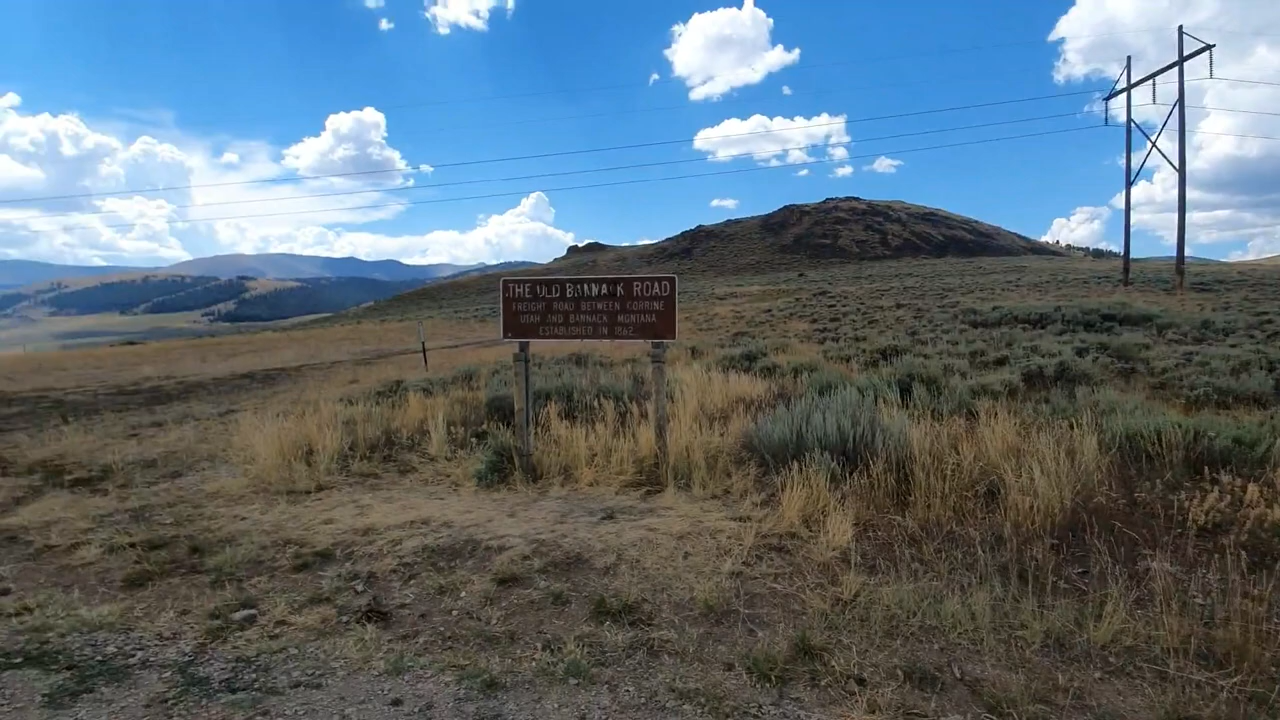 THE OLD BANNACK ROAD
FREIGHT ROAD BETWEEN CORRINE
UTAH AND BANNACK MONTANA
ESTABLISHED IN 1862